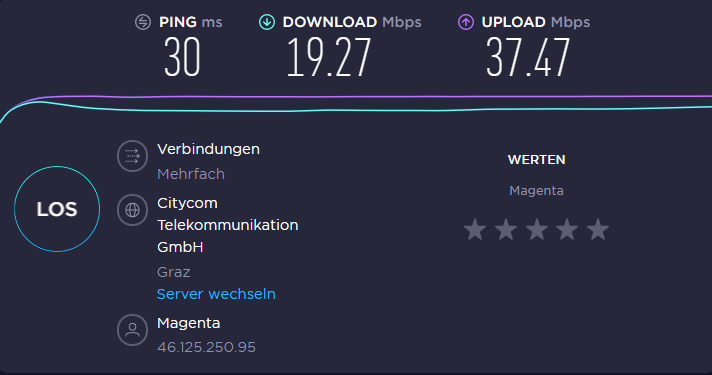 PING ms DOWNLOAD Mbps UPLOAD Mbps
30 19.27 37.47
Verbindungen
Mehrfach
LOS
Citycom
Telekommunikation
GmbH
Graz
Server wechseln
Magenta
46.125.250.95
WERTEN
Magenta